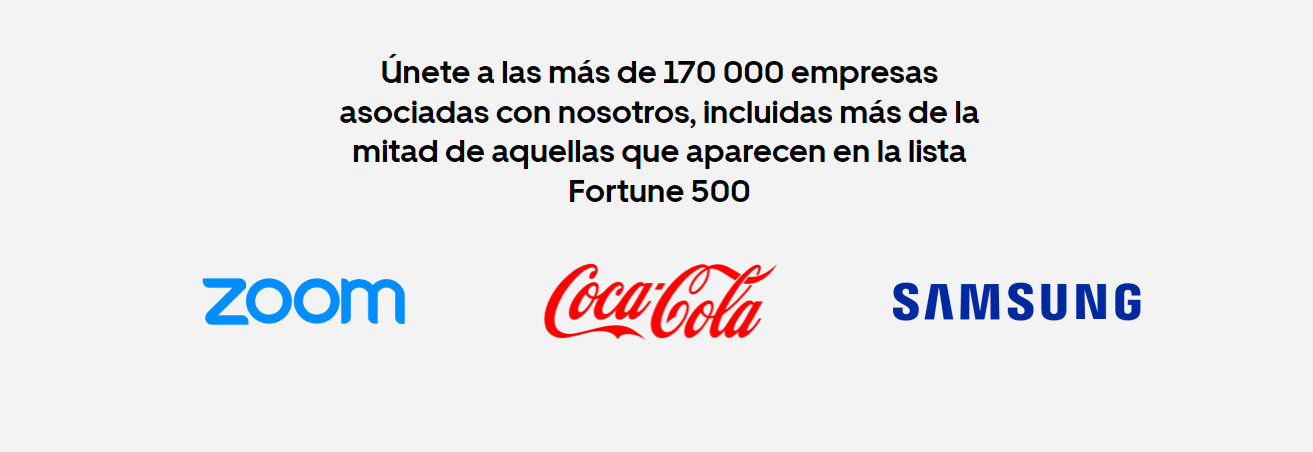 Únete a las más de 170 000 empresas
asociadas con nosotros, incluidas más de la
mitad de aquellas que aparecen en la lista
Fortune 500
zoom
Coca-Cola
SAMSUNG